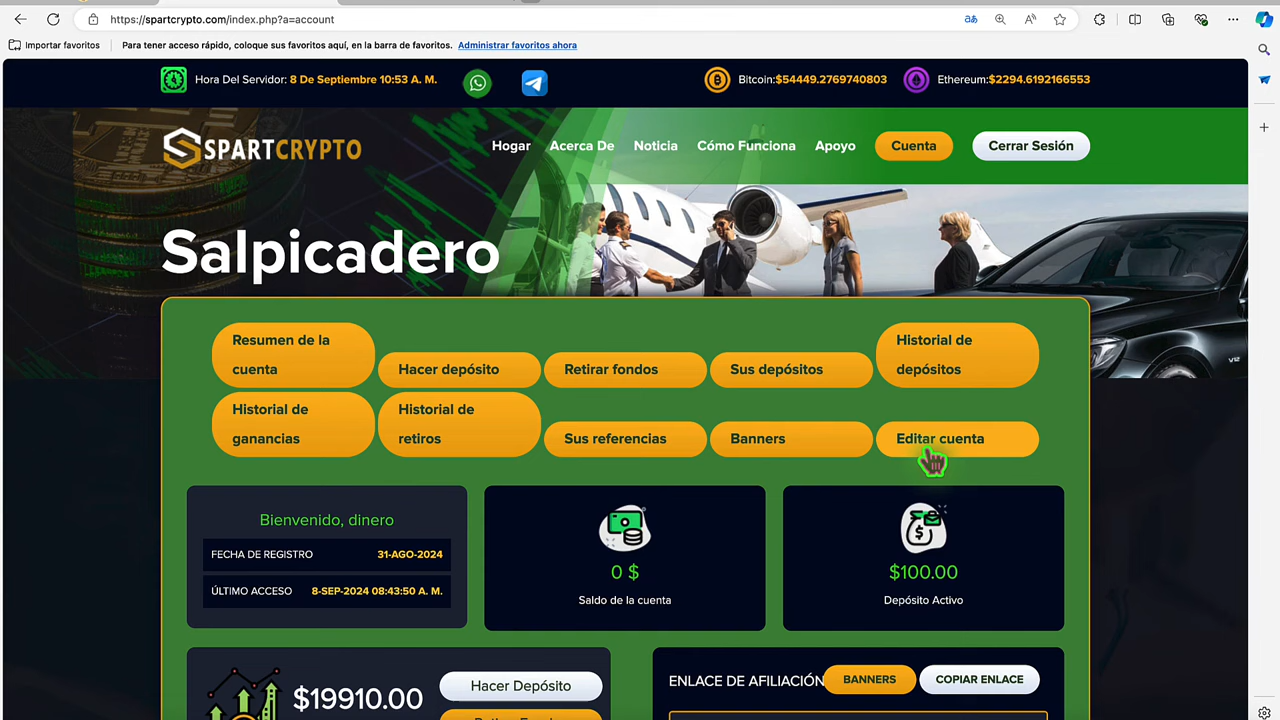 https://spartcrypto.com/index.php?a=account
Importar favoritos
Para tener acceso rápido, coloque sus favoritos aquí, en la barra de favoritos. Administrar favoritos ahora
Hora Del Servidor: 8 De Septiembre 10:53 A. M.
Bitcoin:$54449.2769740803
Ethereum:$2294.6192166553
SPARTCRYPTO
Hogar
Acerca De
Noticia
Cómo Funciona
Apoyo
Cuenta
Cerrar Sesión
Salpicadero
Resumen de la
cuenta
Hacer depósito
Retirar fondos
Sus depósitos
Historial de
depósitos
Historial de
ganancias
Historial de
retiros
Sus referencias
Banners
Editar cuenta
Bienvenido, dinero
FECHA DE REGISTRO 31-AGO-2024
ÚLTIMO ACCESO 8-SEP-2024 08:43:50 A. M.
0 $
Saldo de la cuenta
$100.00
Depósito Activo
$19910.00
Hacer Depósito
ENLACE DE AFILIACIÓN
BANNERS
COPIAR ENLACE